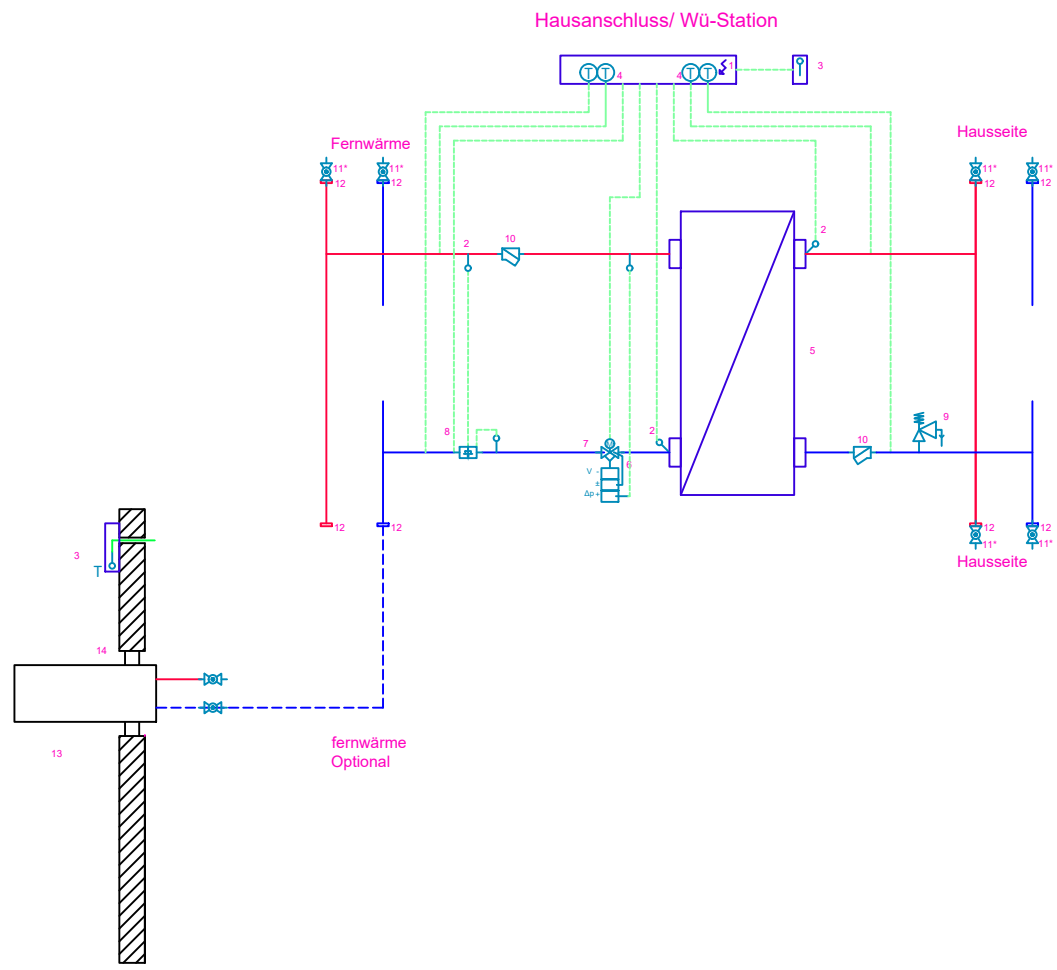 Hausanschluss/ Wü-Station
T T 4 4 T T 1 3
Fernwärme
Hausseite
11* 11* 11* 11*
12 12 12 12
2 10 2
5
8 7 M 2 6 10 9
V -
±
Δp +
12 12 12 12
11* 11*
Hausseite
3
T
14
13
fernwärme
Optional